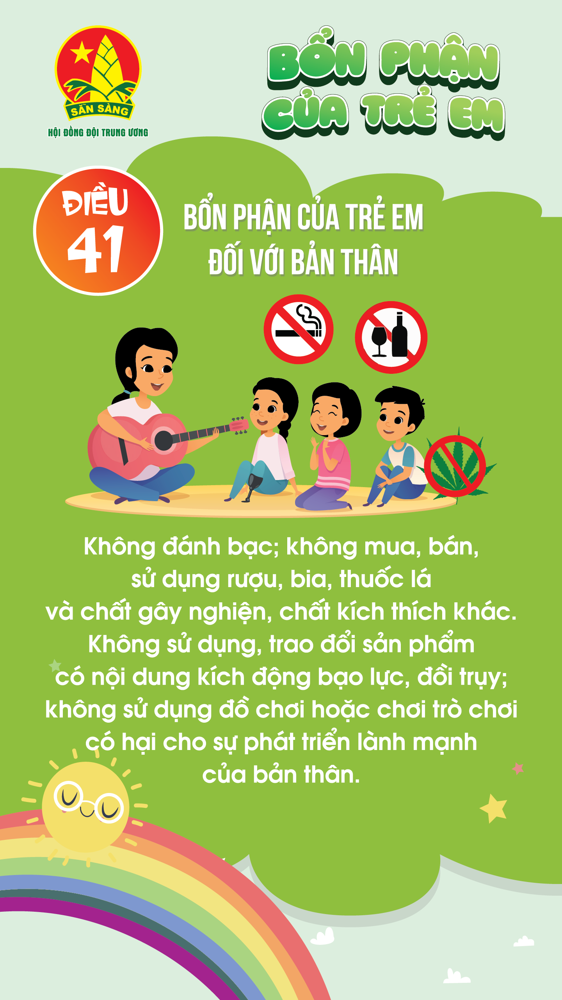 SẴN SÀNG
HỘI ĐỒNG ĐỘI TRUNG ƯƠNG
BỔN PHẬN
CỦA TRẺ EM
ĐIỀU
41
BỔN PHẬN CỦA TRẺ EM
ĐỐI VỚI BẢN THÂN
Không đánh bạc; không mua, bán,
sử dụng rượu, bia, thuốc lá
và chất gây nghiện, chất kích thích khác.
Không sử dụng, trao đổi sản phẩm
có nội dung kích động bạo lực, đồi trụy;
không sử dụng đồ chơi hoặc chơi trò chơi
có hại cho sự phát triển lành mạnh
của bản thân.